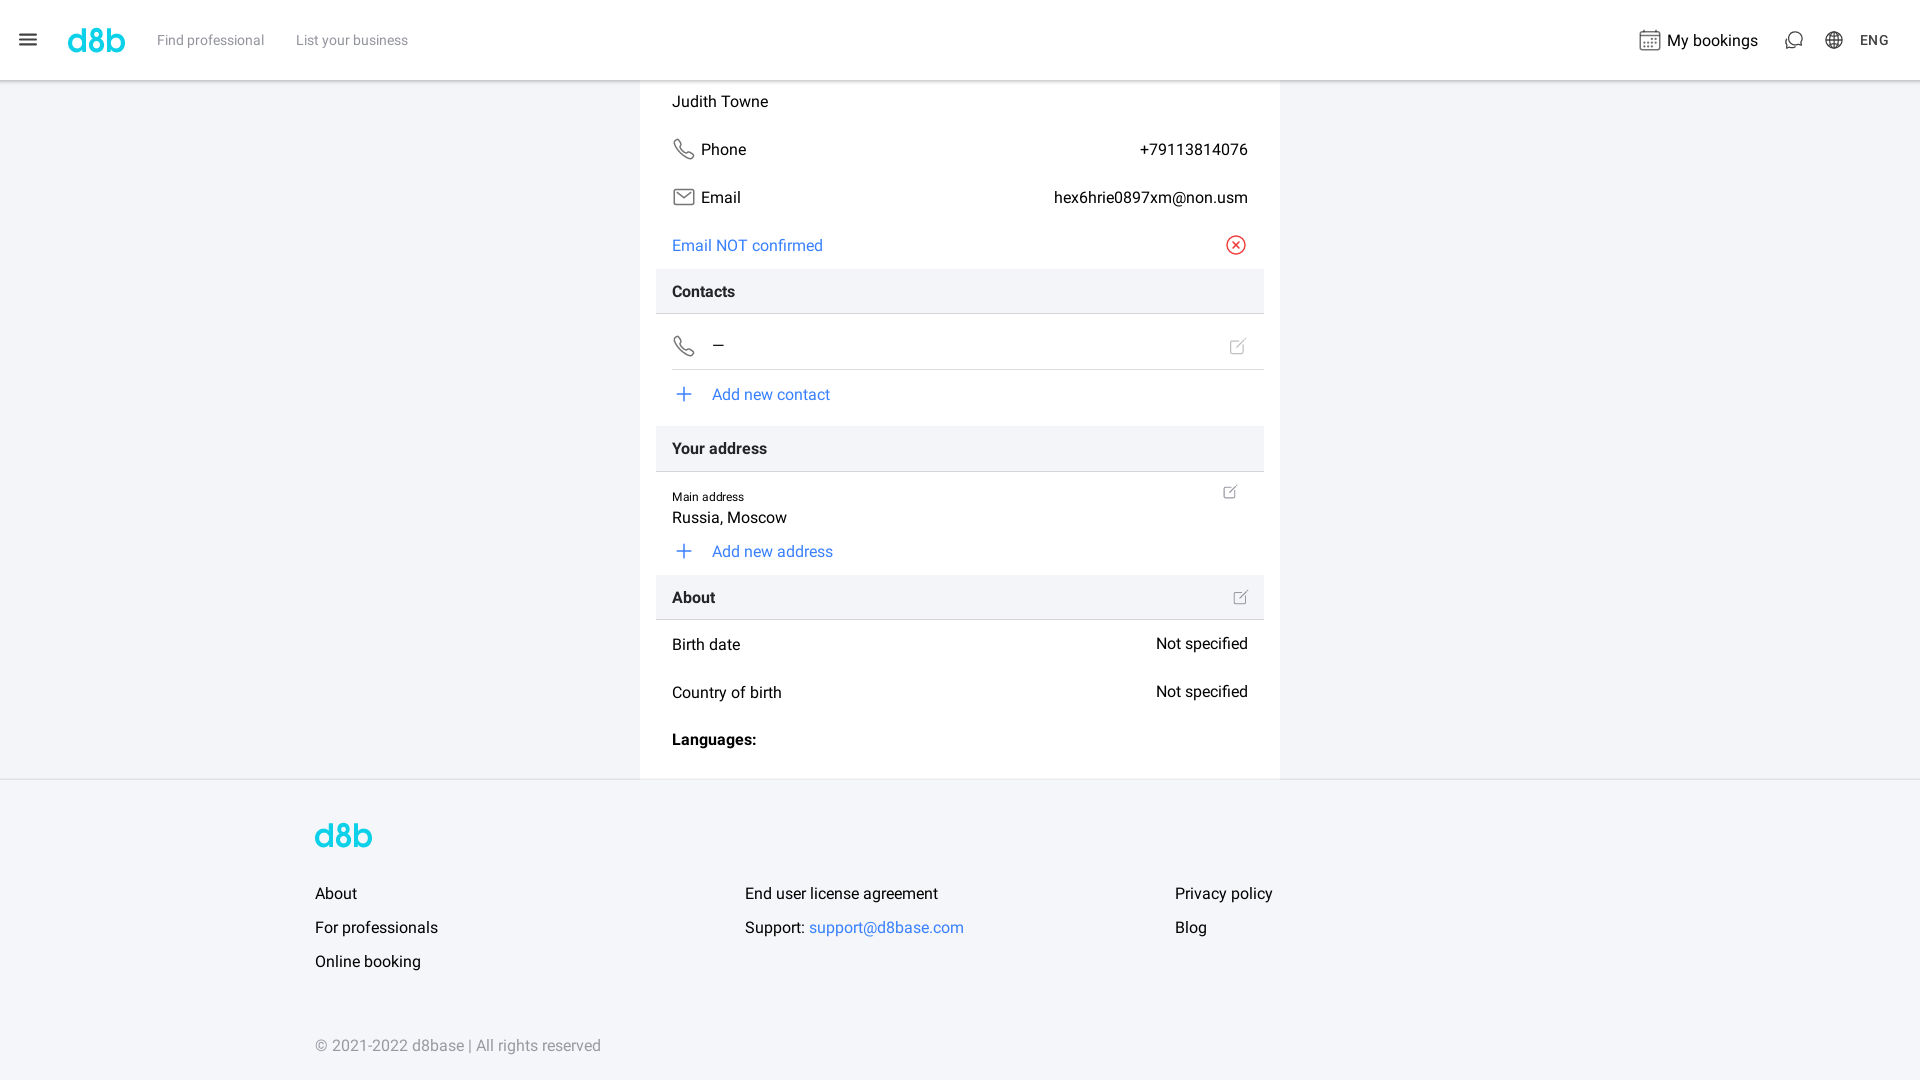 d8b
Find professional
List your business
My bookings
ENG
Judith Towne
Phone
+79113814076
Email
hex6hrie0897xm@non.usm
Email NOT confirmed
Contacts
—
Add new contact
Your address
Main address
Russia, Moscow
Add new address
About
Birth date
Not specified
Country of birth
Not specified
Languages:
d8b
About
For professionals
Online booking
End user license agreement
Support: support@d8base.com
Privacy policy
Blog
© 2021-2022 d8base | All rights reserved